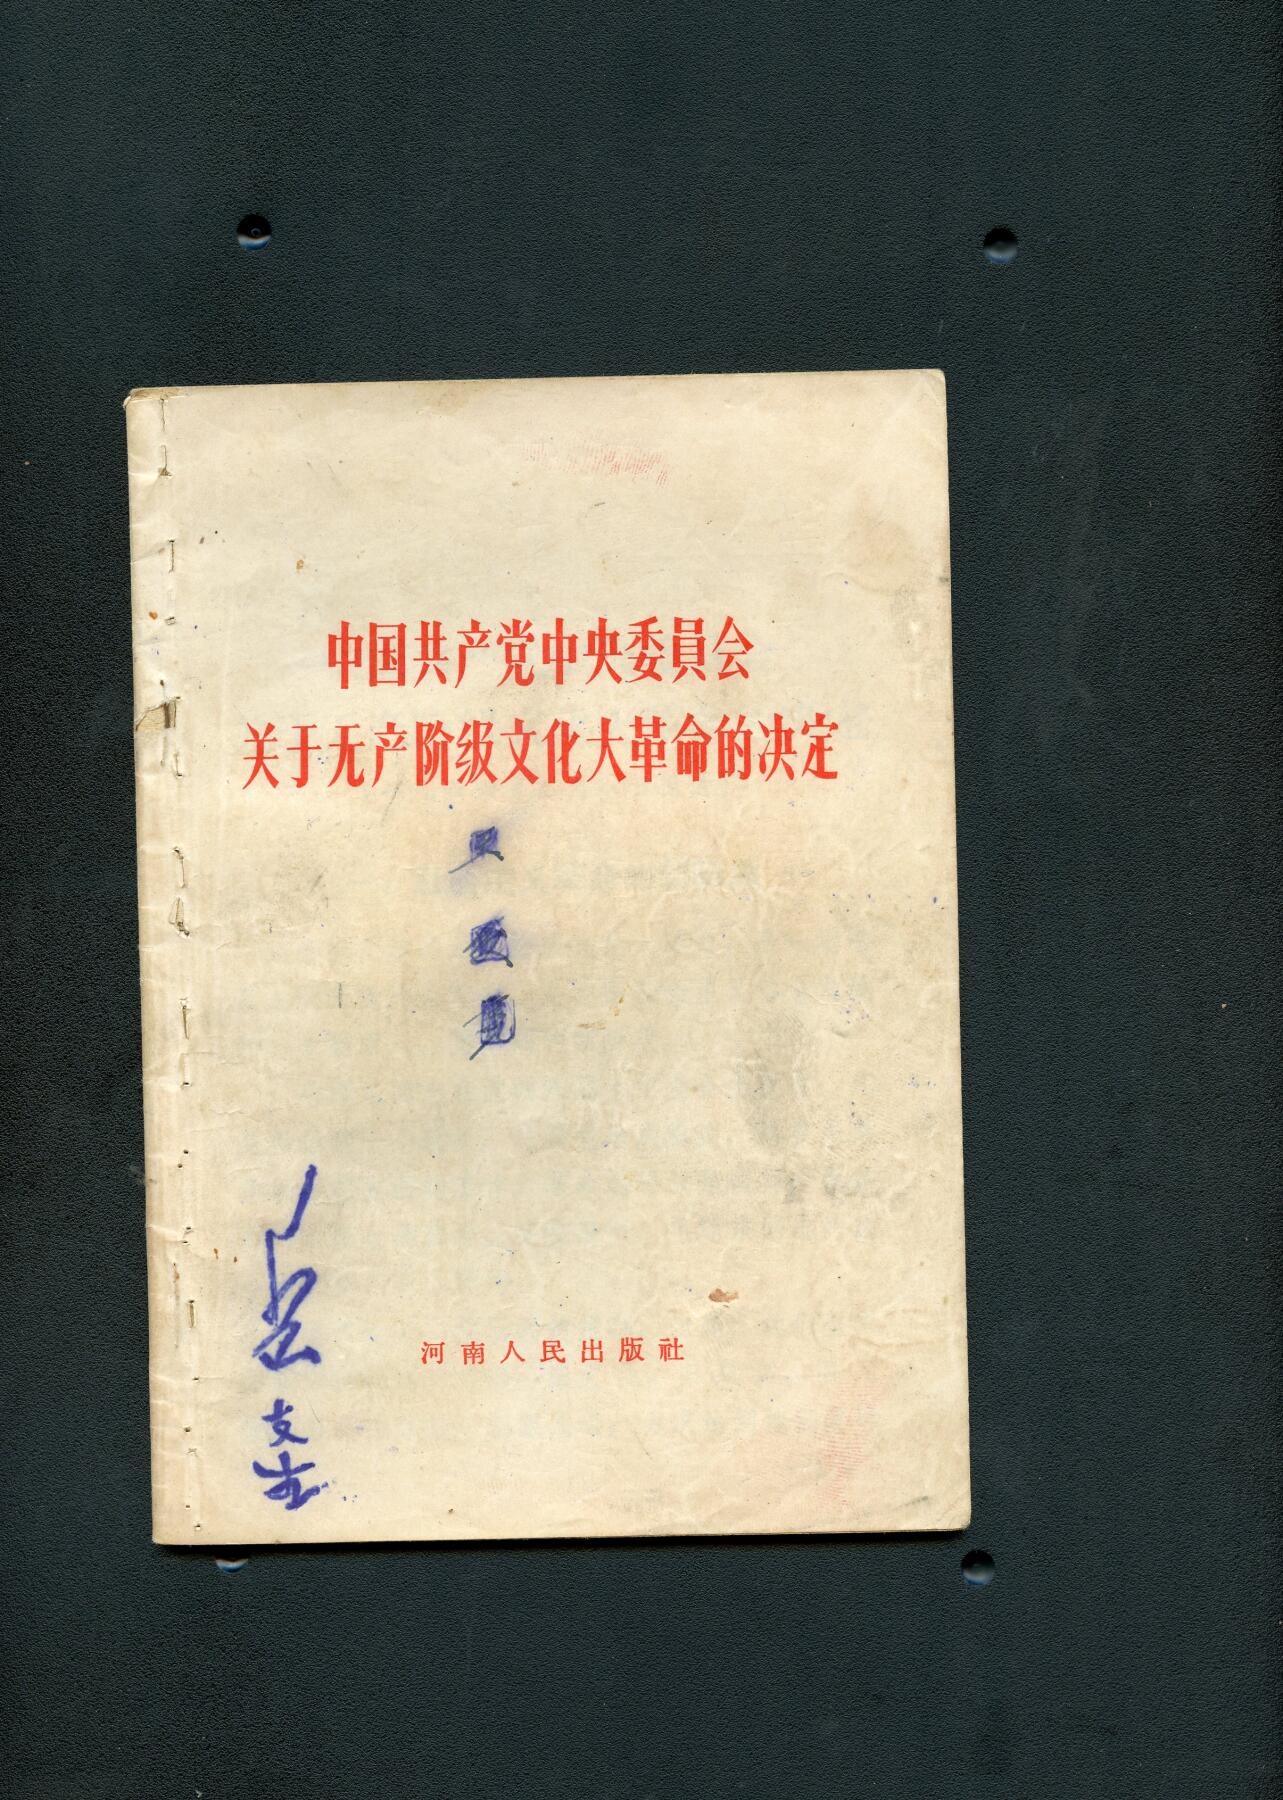 中国共产党中央委員会
关于无产阶级文化大革命的决定
河南人民出版社